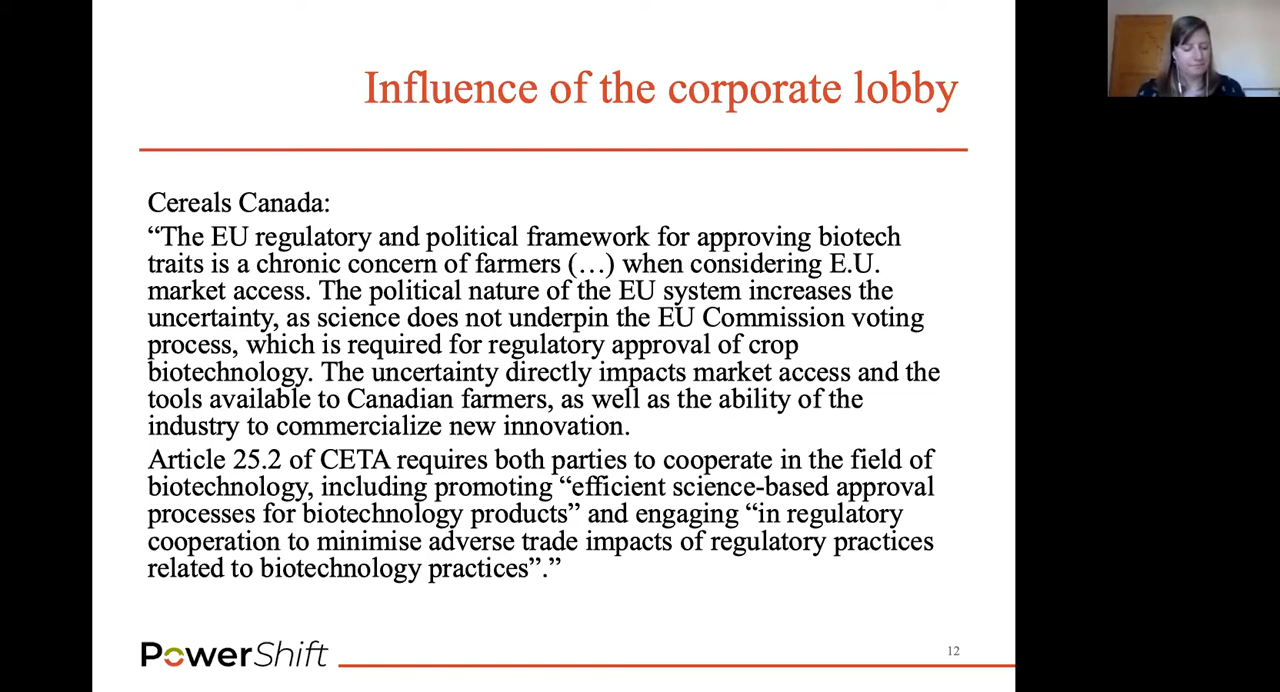 Influence of the corporate lobby
Cereals Canada:
“The EU regulatory and political framework for approving biotech
traits is a chronic concern of farmers (…) when considering E.U.
market access. The political nature of the EU system increases the
uncertainty, as science does not underpin the EU Commission voting
process, which is required for regulatory approval of crop
biotechnology. The uncertainty directly impacts market access and the
tools available to Canadian farmers, as well as the ability of the
industry to commercialize new innovation.
Article 25.2 of CETA requires both parties to cooperate in the field of
biotechnology, including promoting “efficient science-based approval
processes for biotechnology products” and engaging “in regulatory
cooperation to minimise adverse trade impacts of regulatory practices
related to biotechnology practices”.”
PowerShift
12